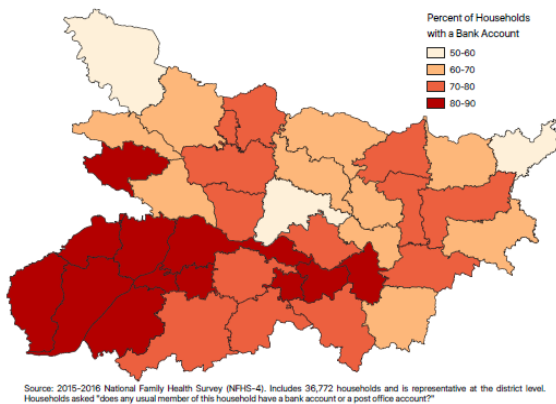 Percent of Households
with a Bank Account
50-60
60-70
70-80
80-90
Source: 2015-2016 National Family Health Survey (NFHS-4). Includes 36,772 households and is representative at the district level.
Households asked "does any usual member of this household have a bank account or a post office account?"